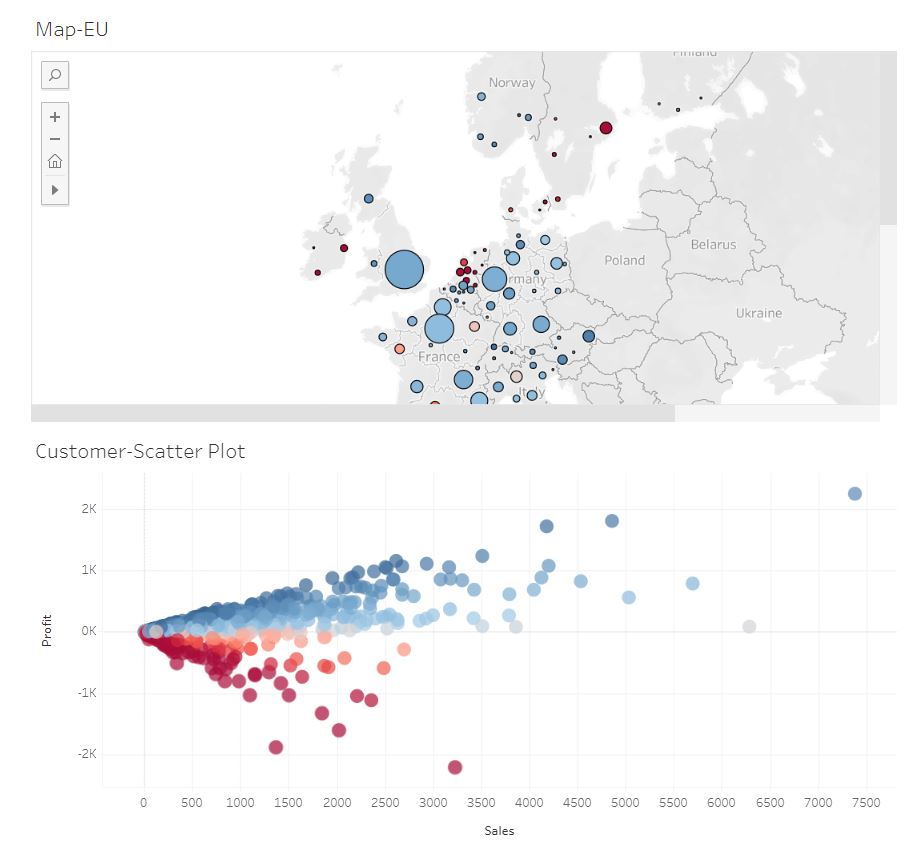 Map-EU
Finland
Norway
+
−
Belarus
Poland
Ukraine
France
Italy
Customer-Scatter Plot
2K
1K
0K
-1K
-2K
Profit
0 500 1000 1500 2000 2500 3000 3500 4000 4500 5000 5500 6000 6500 7000 7500
Sales